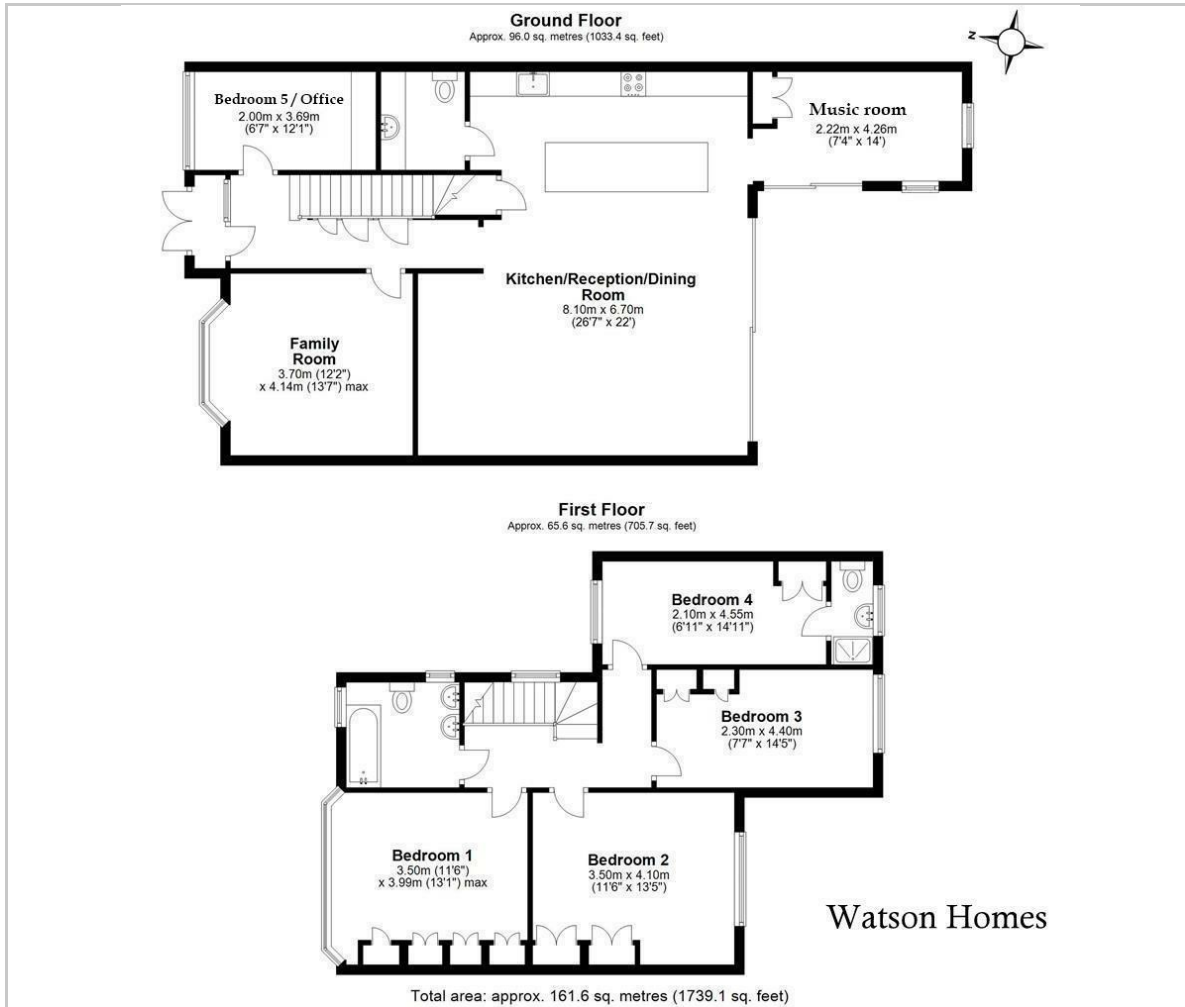 Ground Floor
Approx. 96.0 sq. metres (1033.4 sq. feet)
N
Bedroom 5 / Office
2.00m x 3.69m
(6'7" x 12'1")
Music room
2.22m x 4.26m
(7'4" x 14')
Kitchen/Reception/Dining
Room
8.10m x 6.70m
(26'7" x 22')
Family
Room
3.70m (12'2")
x 4.14m (13'7") max
First Floor
Approx. 65.6 sq. metres (705.7 sq. feet)
Bedroom 4
2.10m x 4.55m
(6'11" x 14'11")
Bedroom 3
2.30m x 4.40m
(7'7" x 14'5")
Bedroom 1
3.50m (11'6")
x 3.99m (13'1") max
Bedroom 2
3.50m x 4.10m
(11'6" x 13'5")
Watson Homes
Total area: approx. 161.6 sq. metres (1739.1 sq. feet)